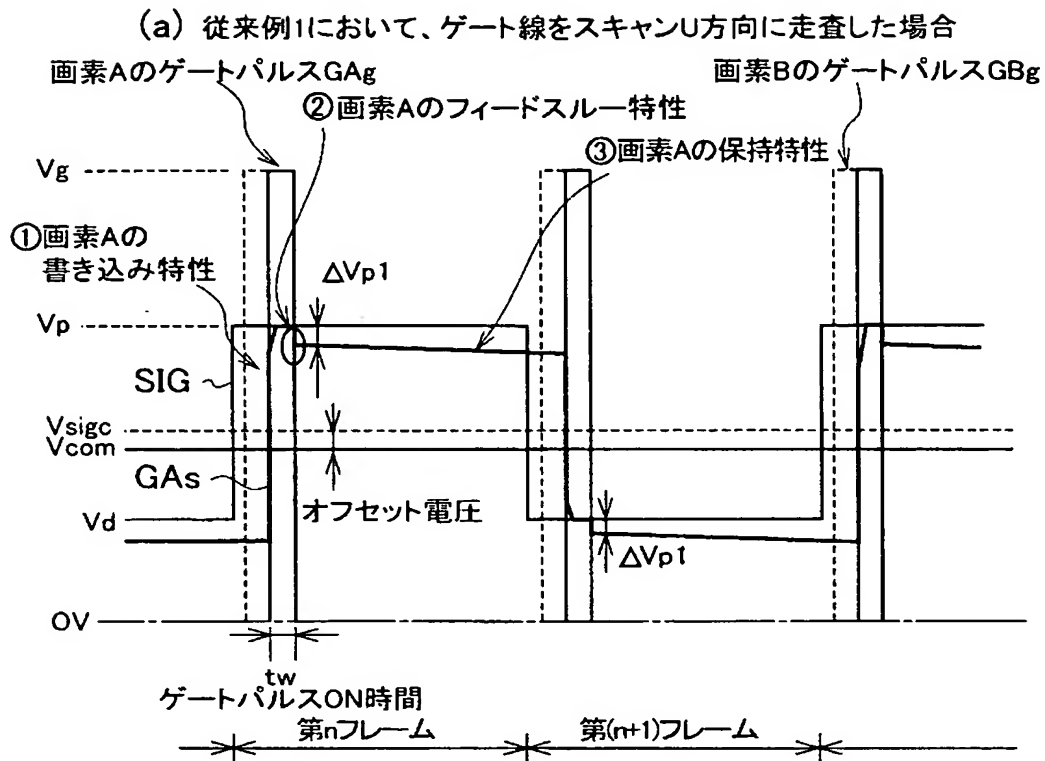 (a) 従来例1において、ゲート線をスキャンU方向に走査した場合
画素AのゲートパルスGAg
画素BのゲートパルスGBg
②画素Aのフィードスルー特性
③画素Aの保持特性
Vg
①画素Aの
書き込み特性
△Vp1
Vp
SIG
Vsigc
Vcom
GAs
オフセット電圧
Vd
△Vp1
0V
tw
ゲートパルスON時間
第nフレーム
第(n+1)フレーム